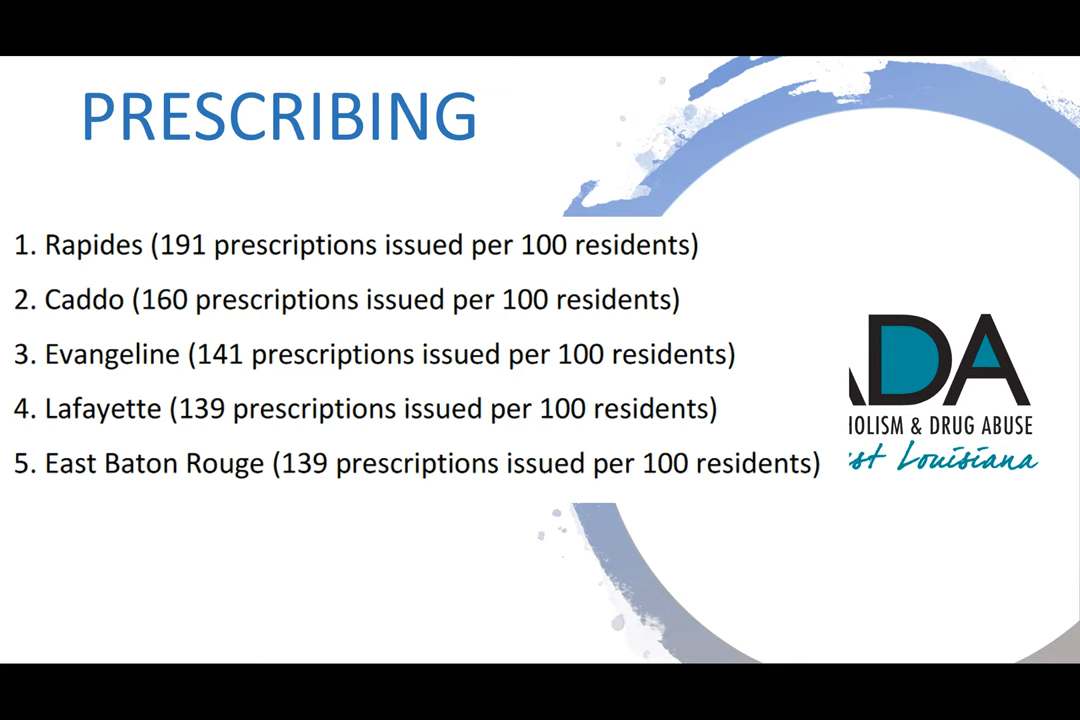 PRESCRIBING
1. Rapides (191 prescriptions issued per 100 residents)
2. Caddo (160 prescriptions issued per 100 residents)
3. Evangeline (141 prescriptions issued per 100 residents)
4. Lafayette (139 prescriptions issued per 100 residents)
5. East Baton Rouge (139 prescriptions issued per 100 residents)
DA
& DRUG ABUSE
Louisiana